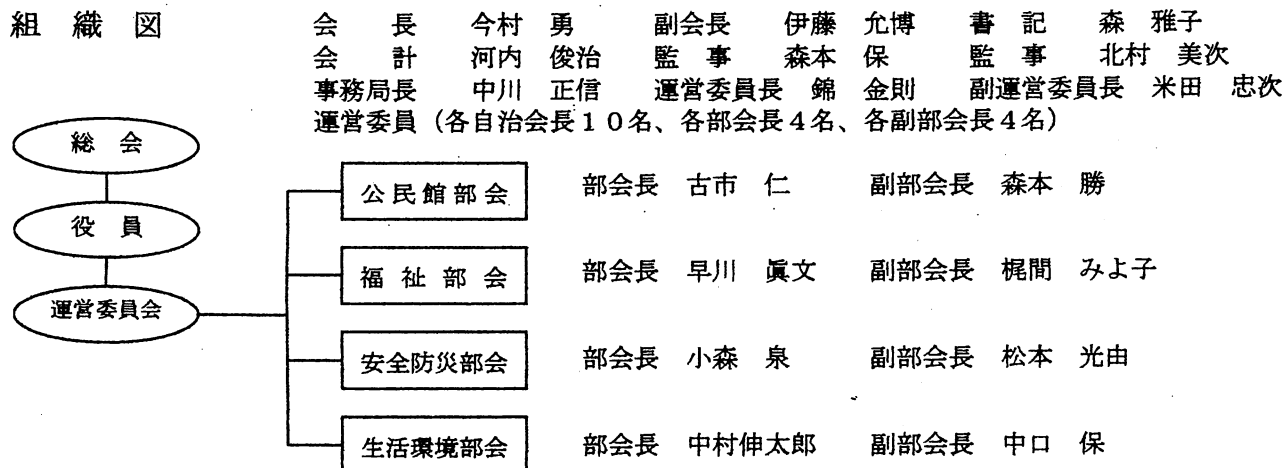 組織図
会長　今村　勇　副会長　伊藤　允博　書記　森　雅子
会計　河内　俊治　監事　森本　保　監事　北村　美次
事務局長　中川　正信　運営委員長　錦　金則　副運営委員長　米田　忠次
運営委員（各自治会長１０名、各部会長４名、各副部会長４名）
総会
役員
運営委員会
公民館部会　部会長　古市　仁　副部会長　森本　勝
福祉部会　部会長　早川　眞文　副部会長　梶間　みよ子
安全防災部会　部会長　小森　泉　副部会長　松本　光由
生活環境部会　部会長　中村伸太郎　副部会長　中口　保